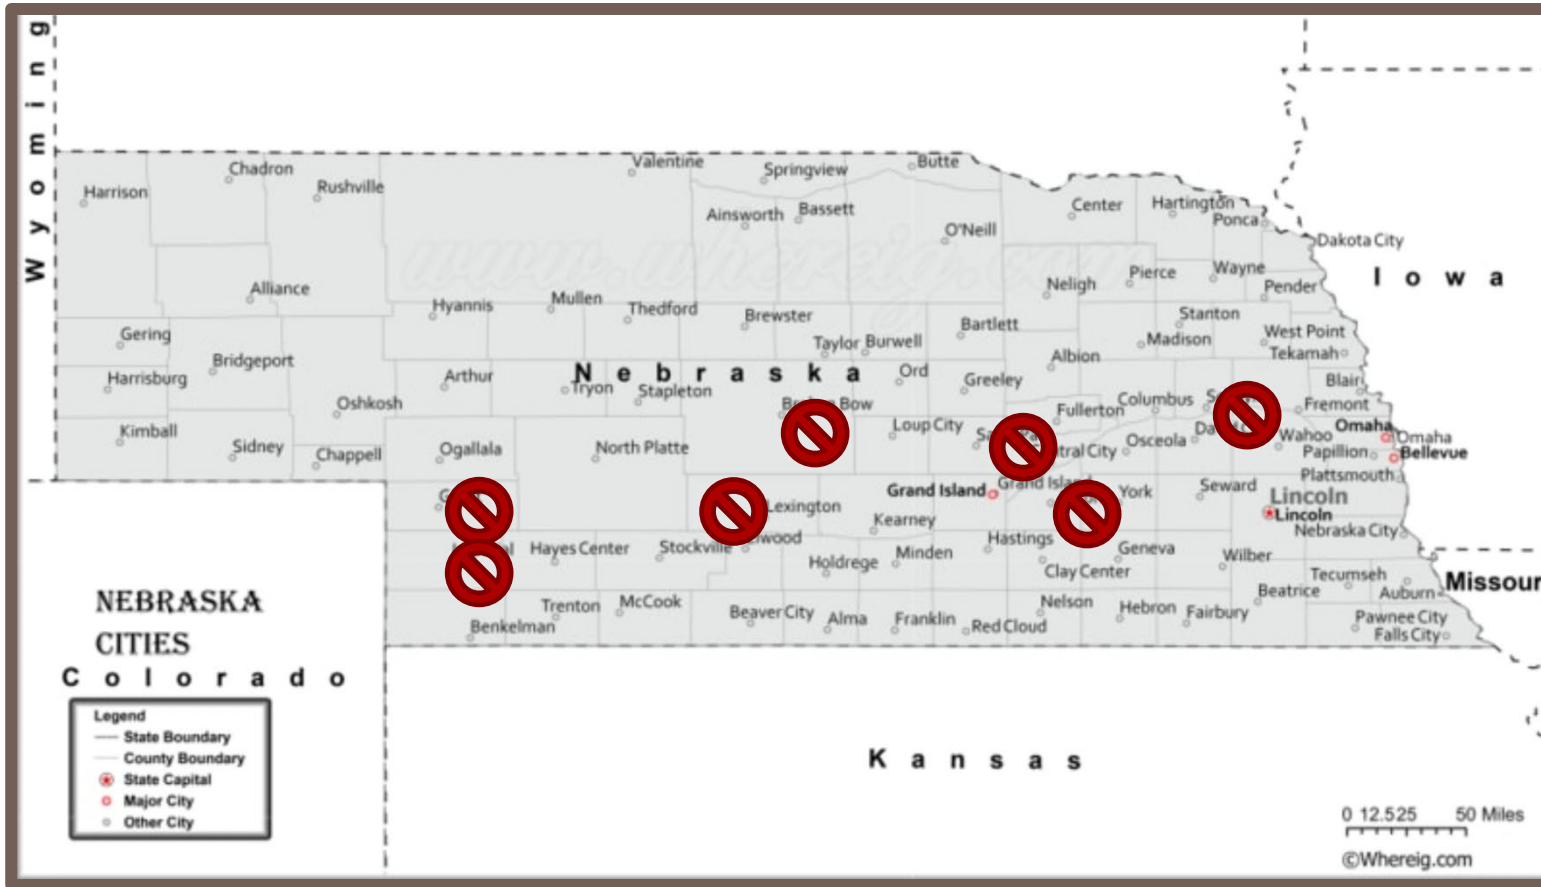 Wyoming
Chadron
Harrison
Rushville
Valentine
Springview
Butte
Ainsworth
Bassett
O'Neill
Center
Hartington
Ponca
Dakota City
Iowa
www.whereig.com
Alliance
Hyannis
Mullen
Thedford
Brewster
Neligh
Pierce
Wayne
Pender
Stanton
Gering
Bridgeport
Taylor
Burwell
Bartlett
Madison
West Point
Tekamah
Harrisburg
Arthur
Nebraska
Tryon
Stapleton
Ord
Greeley
Albion
Blair
Oshkosh
Bow
Loup City
Fullerton
Columbus
Fremont
Kimball
Sidney
Chappell
Ogallala
North Platte
City
Osceola
Wahoo
Omaha
Omaha
Papillion
Bellevue
Plattsmouth
Lexington
Grand Island
Grand Island
York
Seward
Lincoln
Lincoln
Kearney
Nebraska City
Hayes Center
Stockville
Holdrege
Minden
Hastings
Clay Center
Geneva
Wilber
Tecumseh
Missour
Auburn
Beatrice
Trenton
McCook
Beaver City
Alma
Franklin
Red Cloud
Nelson
Hebron
Fairbury
Pawnee City
Falls City
Benkelman
NEBRASKA
CITIES
Colorado
Legend
State Boundary
County Boundary
State Capital
Major City
Other City
Kansas
0 12.525 50 Miles
©Whereig.com